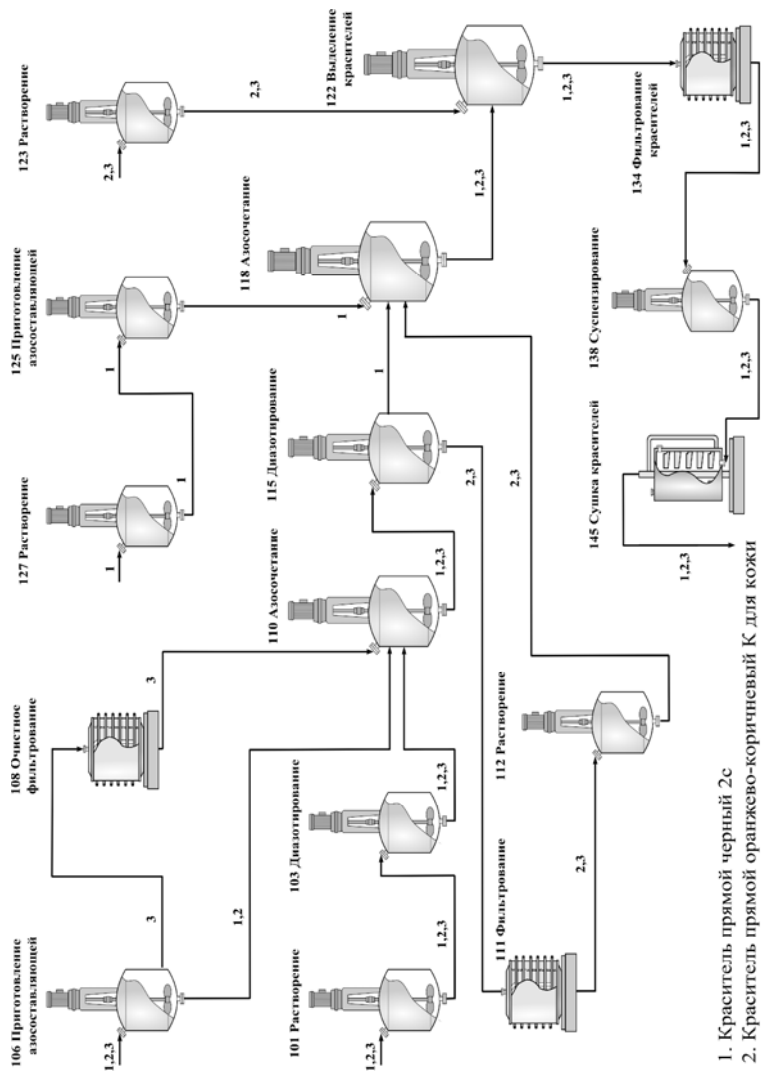 106 Приготовление
азосоставляющей
1,2,3
3
1,2
108 Очистное
фильтрование
3
127 Растворение
1
1
125 Приготовление
азосоставляющей
1
1
123 Растворение
2,3
2,3
101 Растворение
1,2,3
1,2,3
103 Диазотирование
1,2,3
110 Азосочетание
1,2,3
115 Диазотирование
1
2,3
118 Азосочетание
1,2,3
122 Выделение
красителей
1,2,3
111 Фильтрование
2,3
112 Растворение
2,3
145 Сушка красителей
1,2,3
138 Суспензирование
1,2,3
134 Фильтрование
красителей
1,2,3
1. Краситель прямой черный 2с
2. Краситель прямой оранжево-коричневый К для кожи